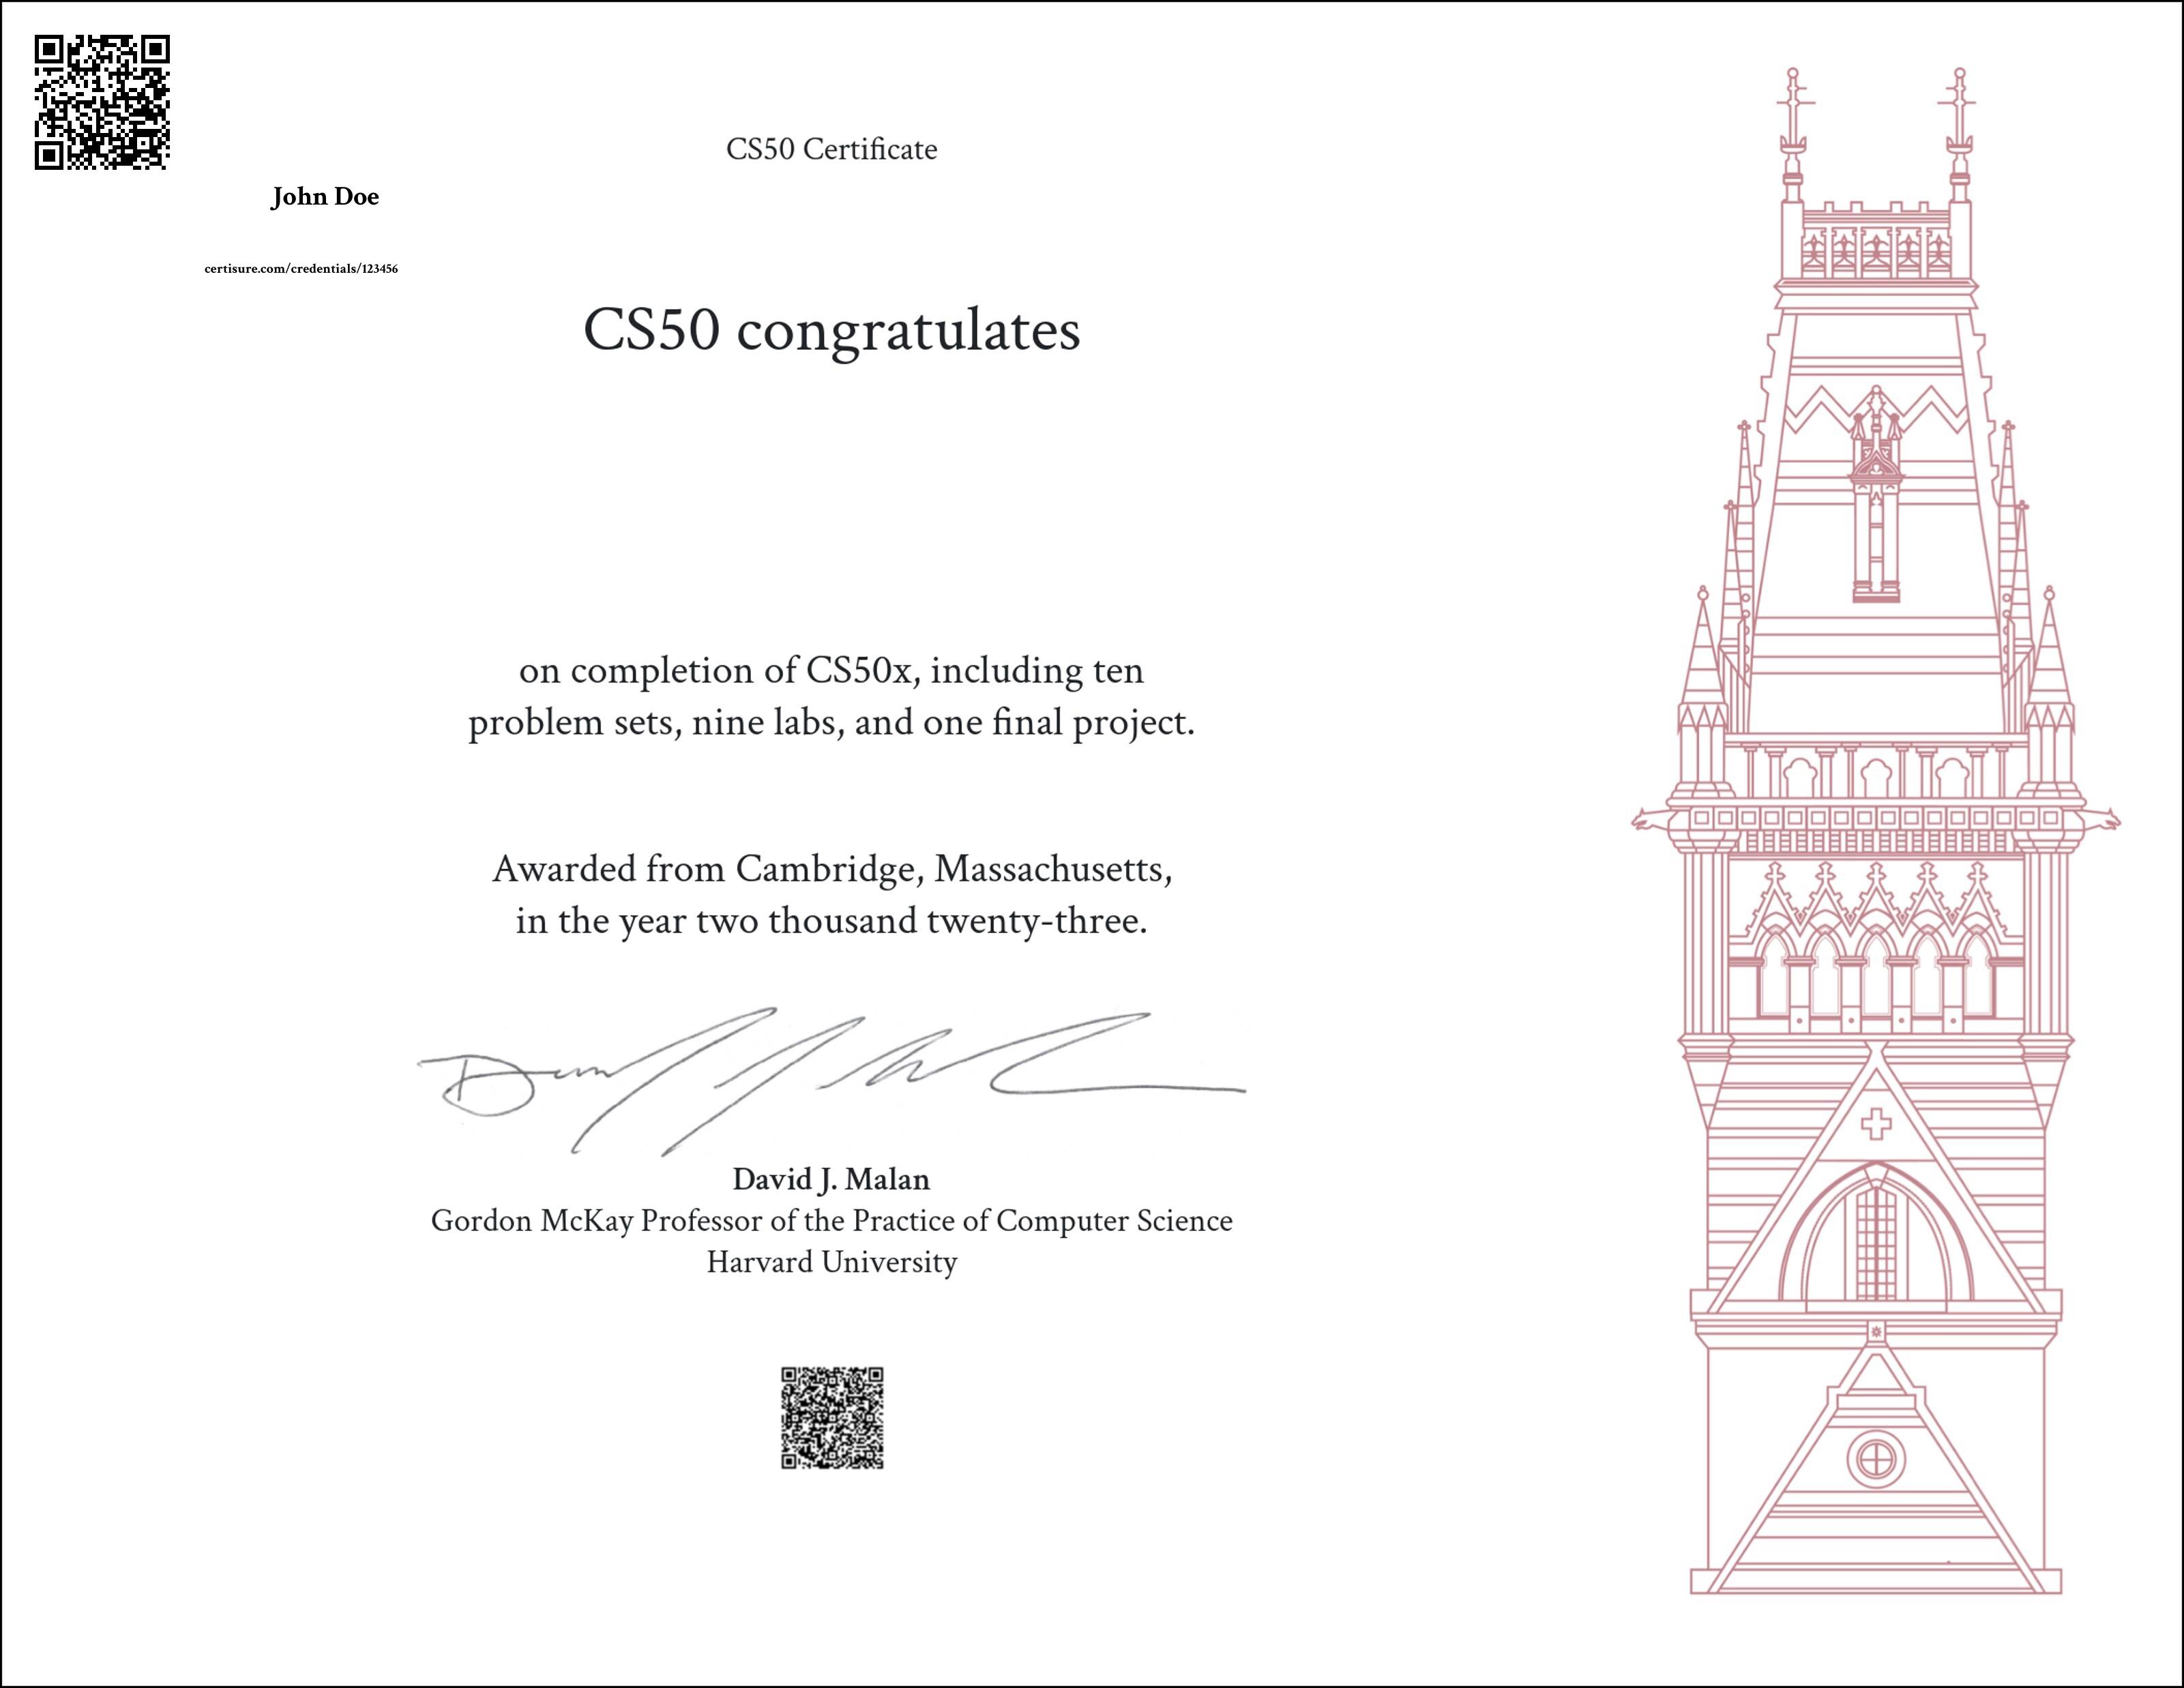 CS50 Certificate
John Doe
certisure.com/credentials/123456
CS50 congratulates
on completion of CS50x, including ten
problem sets, nine labs, and one final project.
Awarded from Cambridge, Massachusetts,
in the year two thousand twenty-three.
David J. Malan
Gordon McKay Professor of the Practice of Computer Science
Harvard University